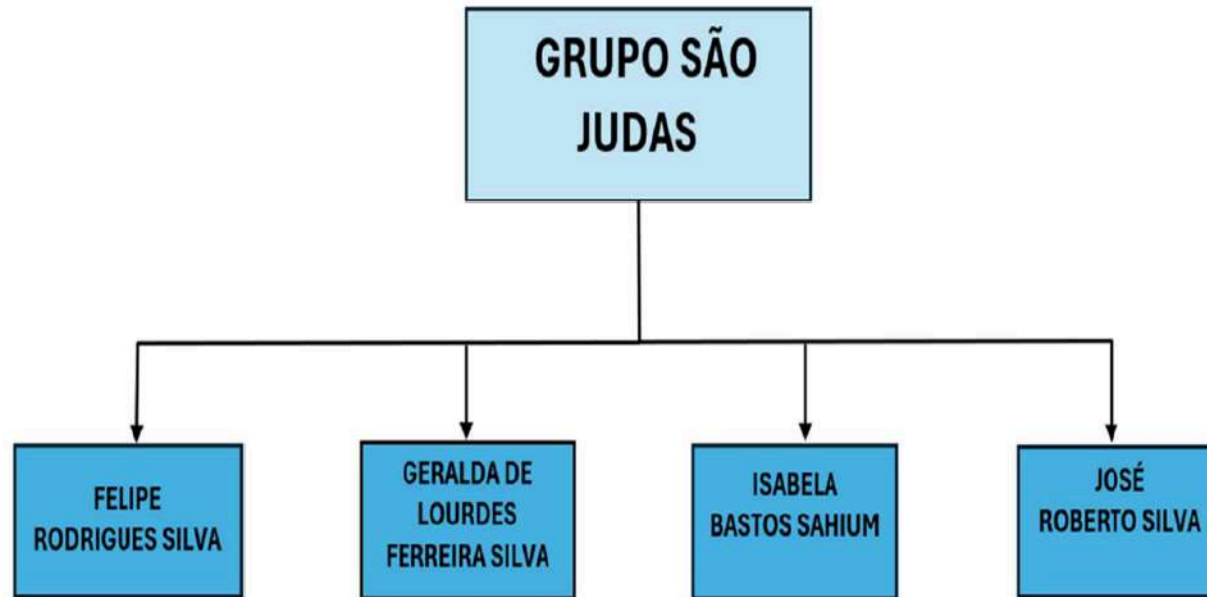 GRUPO SÃO
JUDAS
FELIPE
RODRIGUES SILVA
GERALDA DE
LOURDES
FERREIRA SILVA
ISABELA
BASTOS SAHIUM
JOSÉ
ROBERTO SILVA